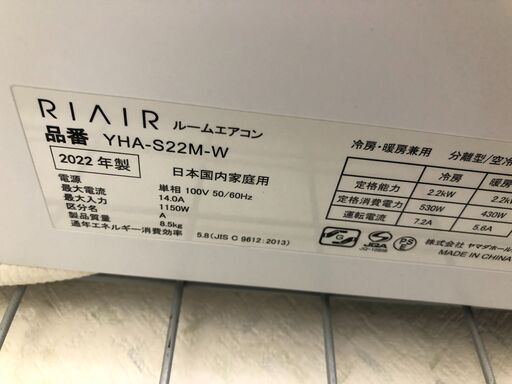 RIAIR ルームエアコン
品番 YHA-S22M-W
2022 年製 日本国内家庭用
電源 単相 100V 50/60Hz
最大電流 14.0A
最大入力 1150W
区分名 A
製品質量 8.5kg
通年エネルギー消費効率 5.8 (JIS C 9612:2013)
冷房・暖房兼用 分離型/空冷
冷房 暖房
定格能力 2.2kW 2.2kW
定格消費電力 530W 430W
運転電流 7.2A 5.6A
JQA
PS
E
株式会社 ヤマダホール
MADE IN CHINA